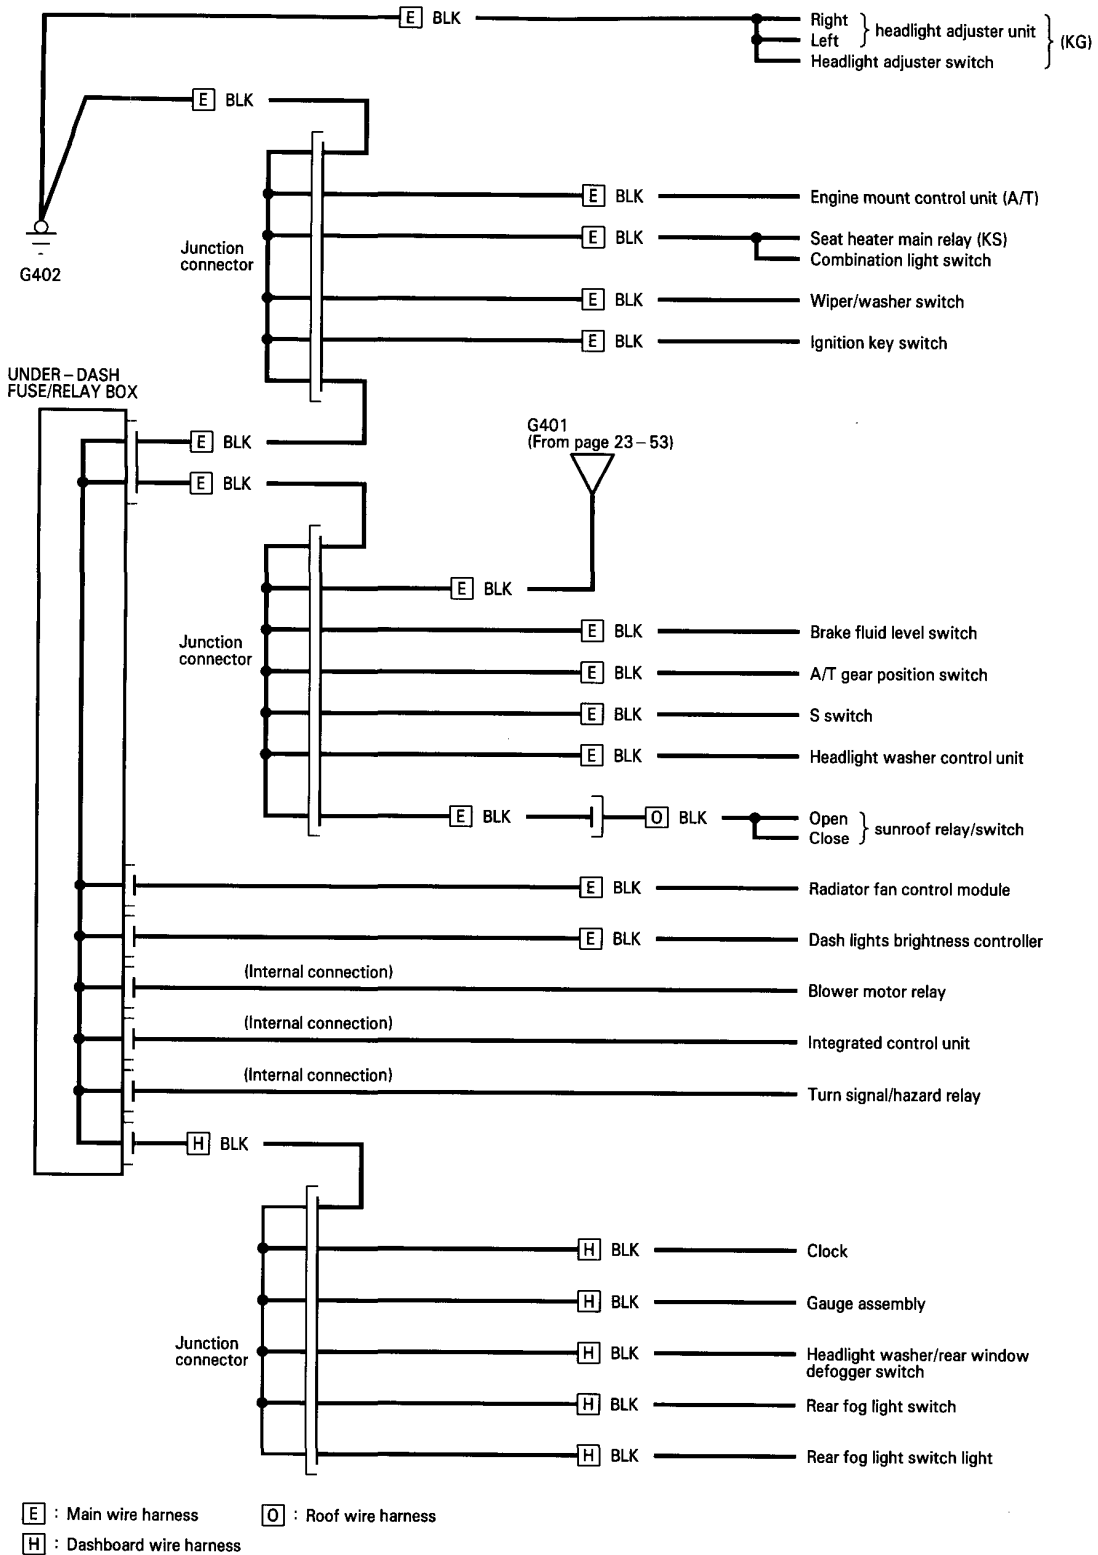 E BLK
Right
Left
headlight adjuster unit
Headlight adjuster switch
(KG)
E BLK
G402
Junction
connector
E BLK Engine mount control unit (A/T)
E BLK Seat heater main relay (KS)
Combination light switch
E BLK Wiper/washer switch
E BLK Ignition key switch
UNDER–DASH
FUSE/RELAY BOX
E BLK
E BLK
G401
(From page 23–53)
E BLK
Junction
connector
E BLK Brake fluid level switch
E BLK A/T gear position switch
E BLK S switch
E BLK Headlight washer control unit
E BLK O BLK
Open
Close
sunroof relay/switch
E BLK Radiator fan control module
E BLK Dash lights brightness controller
(Internal connection) Blower motor relay
(Internal connection) Integrated control unit
(Internal connection) Turn signal/hazard relay
H BLK
Junction
connector
H BLK Clock
H BLK Gauge assembly
H BLK Headlight washer/rear window
defogger switch
H BLK Rear fog light switch
H BLK Rear fog light switch light
E : Main wire harness O : Roof wire harness
H : Dashboard wire harness